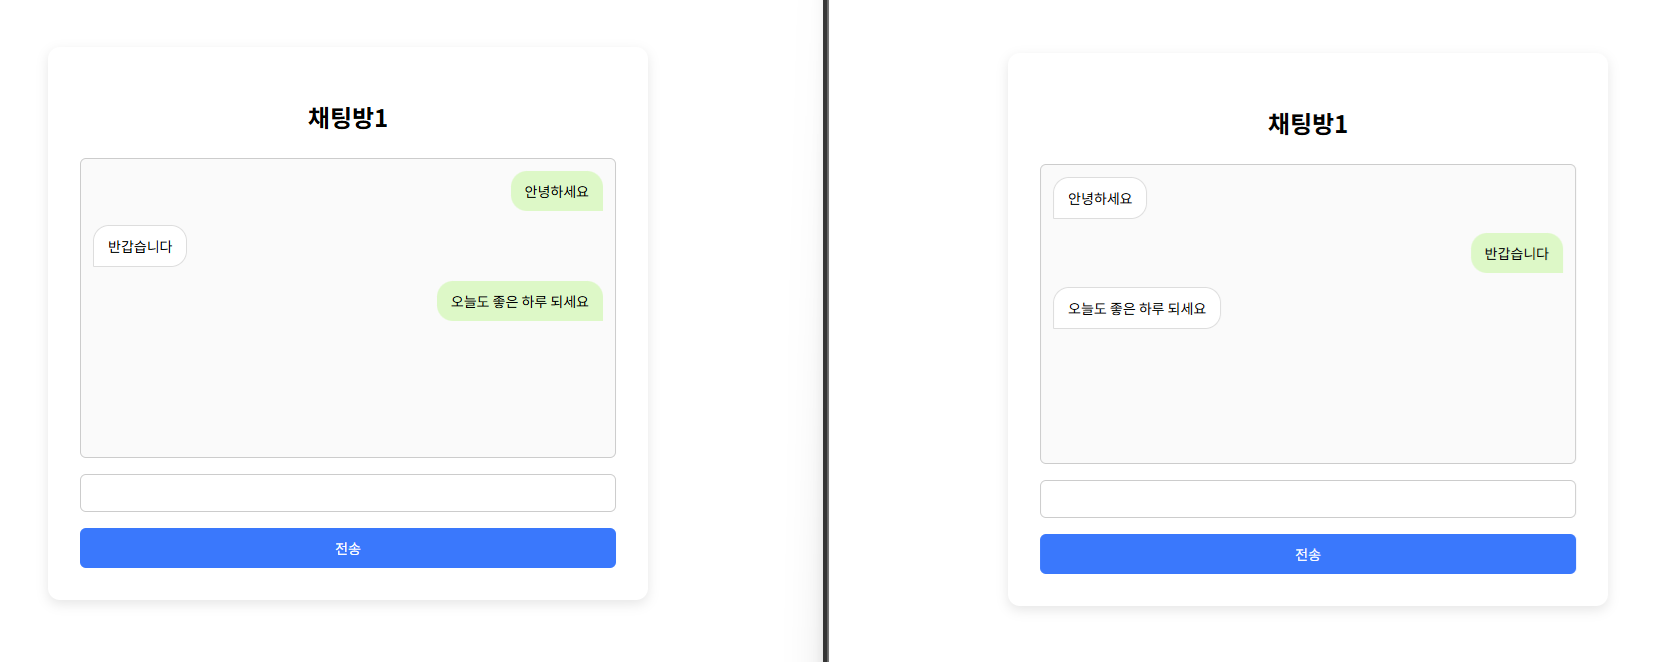 채팅방1
안녕하세요
반갑습니다
오늘도 좋은 하루 되세요
전송
채팅방1
안녕하세요
반갑습니다
오늘도 좋은 하루 되세요
전송